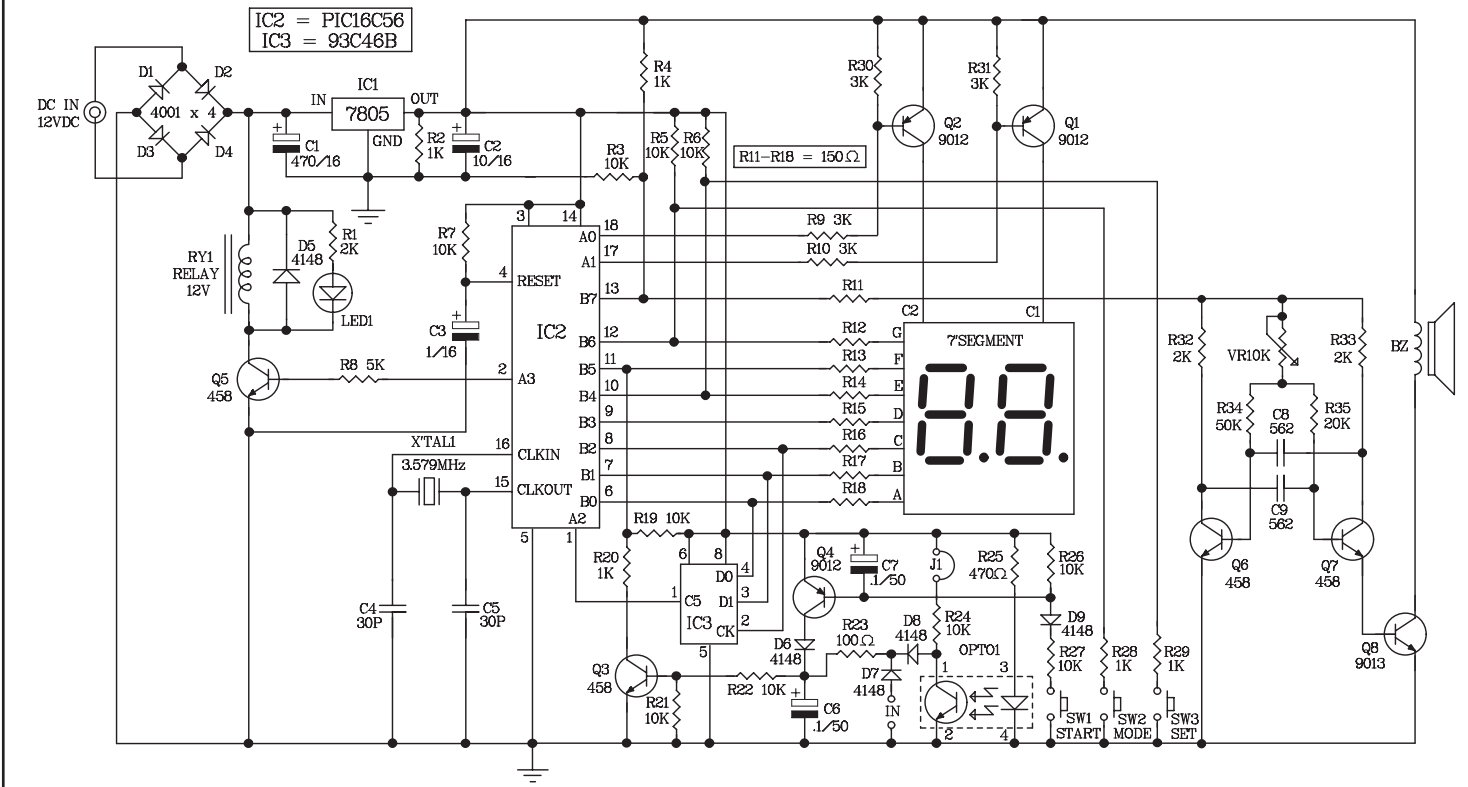 IC2 = PIC16C56
IC3 = 93C46B
DC IN
12VDC
D1
D2
4001 x 4
D3
D4
IN
IC1
7805
OUT
GND
C1
470/16
R2
1K
C2
10/16
R3
10K
R4
1K
R5
10K
R6
10K
R11-R18 = 150Ω
R30
3K
Q2
9012
R31
3K
Q1
9012
RY1
RELAY
12V
D5
4148
R1
2K
LED1
R7
10K
C3
1/16
Q5
458
R8 5K
3
14
4
RESET
IC2
2
A3
16
CLKIN
15
CLKOUT
A2
5
1
A0
18
A1
17
B7
13
B6
12
B5
11
B4
10
B3
9
B2
8
B1
7
B0
6
R9 3K
R10 3K
R11
R12
R13
R14
R15
R16
R17
R18
C2
C1
7'SEGMENT
G
F
E
D
C
B
A
X'TAL1
3.579MHz
C4
30P
C5
30P
R19 10K
R20
1K
Q3
458
R21
10K
R22 10K
6
8
1
C5
IC3
D0
4
D1
3
CK
2
5
Q4
9012
C7
.1/50
D6
4148
C6
.1/50
R23
100Ω
D7
4148
IN
D8
4148
J1
R24
10K
R25
470Ω
OPTO1
1
3
2
4
R26
10K
D9
4148
R27
10K
R28
1K
R29
1K
SW1
START
SW2
MODE
SW3
SET
R32
2K
VR10K
R33
2K
R34
50K
C8
562
R35
20K
C9
562
Q6
458
Q7
458
Q8
9013
BZ